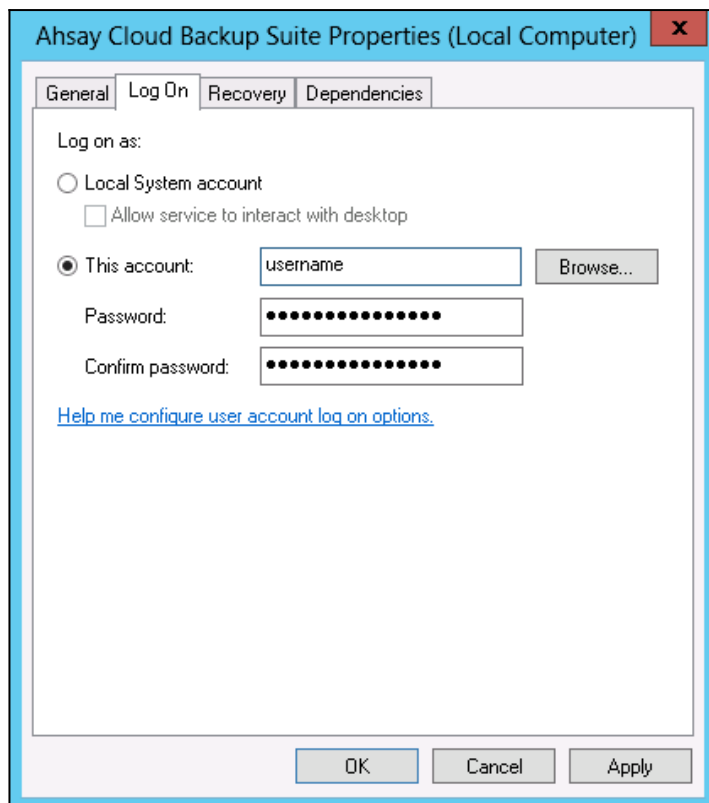 Ahsay Cloud Backup Suite Properties (Local Computer) x
General Log On Recovery Dependencies
Log on as:
Local System account
Allow service to interact with desktop
This account: username Browse...
Password: ●●●●●●●●●●●●●●●
Confirm password: ●●●●●●●●●●●●●●●
Help me configure user account log on options.
OK Cancel Apply